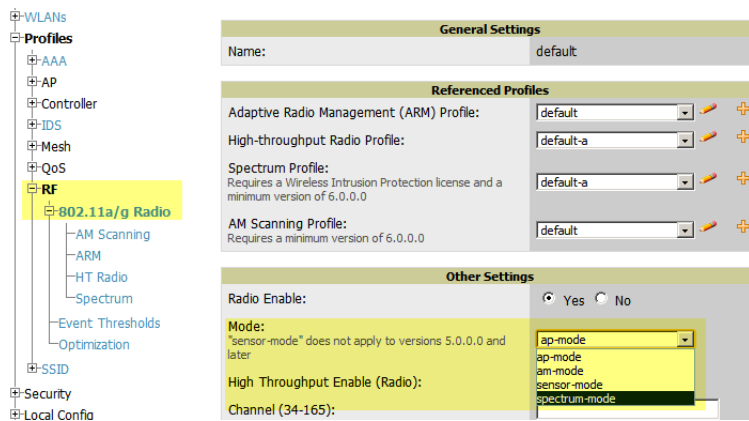 WLANs
Profiles
AAA
AP
Controller
IDS
Mesh
QoS
RF
802.11a/g Radio
AM Scanning
ARM
HT Radio
Spectrum
Event Thresholds
Optimization
SSID
Security
Local Config
General Settings
Name: default
Referenced Profiles
Adaptive Radio Management (ARM) Profile: default
High-throughput Radio Profile: default-a
Spectrum Profile:
Requires a Wireless Intrusion Protection license and a
minimum version of 6.0.0.0
default-a
AM Scanning Profile:
Requires a minimum version of 6.0.0.0
default
Other Settings
Radio Enable: Yes No
Mode:
"sensor-mode" does not apply to versions 5.0.0.0 and
later
ap-mode
ap-mode
am-mode
sensor-mode
spectrum-mode
High Throughput Enable (Radio):
Channel (34-165):